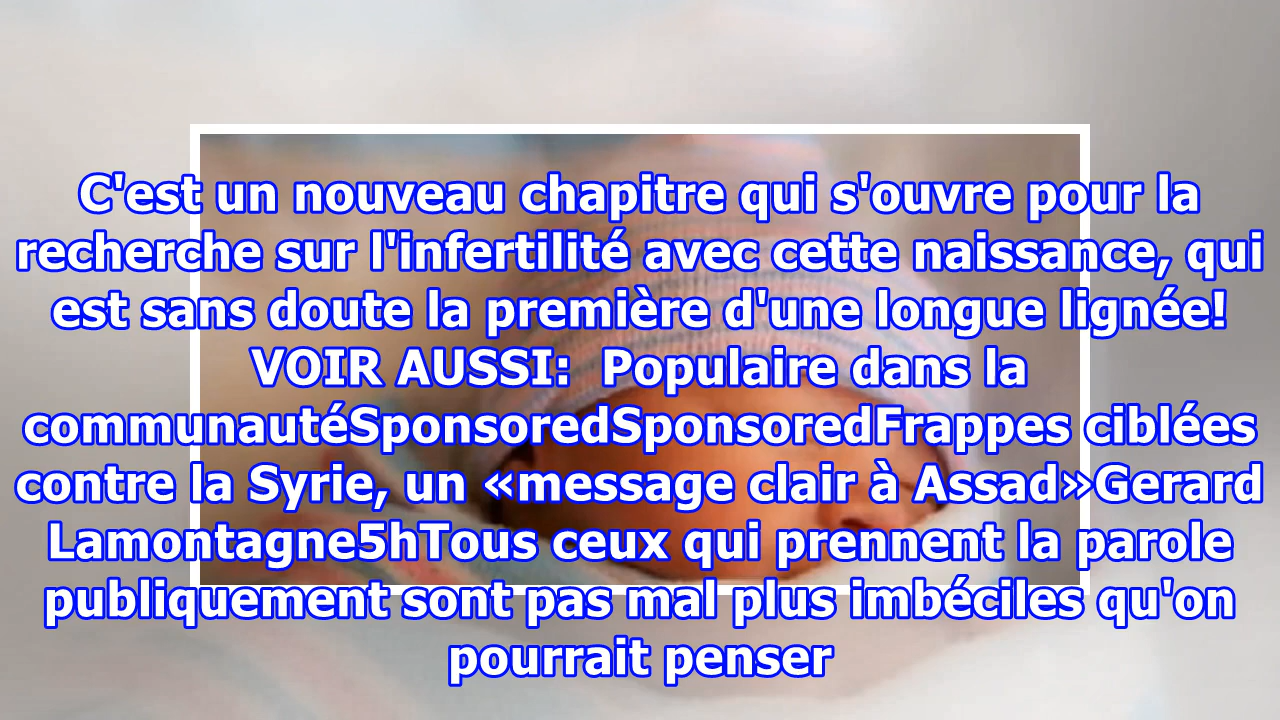 C'est un nouveau chapitre qui s'ouvre pour la
recherche sur l'infertilité avec cette naissance, qui
est sans doute la première d'une longue lignée!
VOIR AUSSI:  Populaire dans la
communautéSponsoredSponsoredFrappes ciblées
contre la Syrie, un «message clair à Assad»Gerard
Lamontagne5hTous ceux qui prennent la parole
publiquement sont pas mal plus imbéciles qu'on
pourrait penser